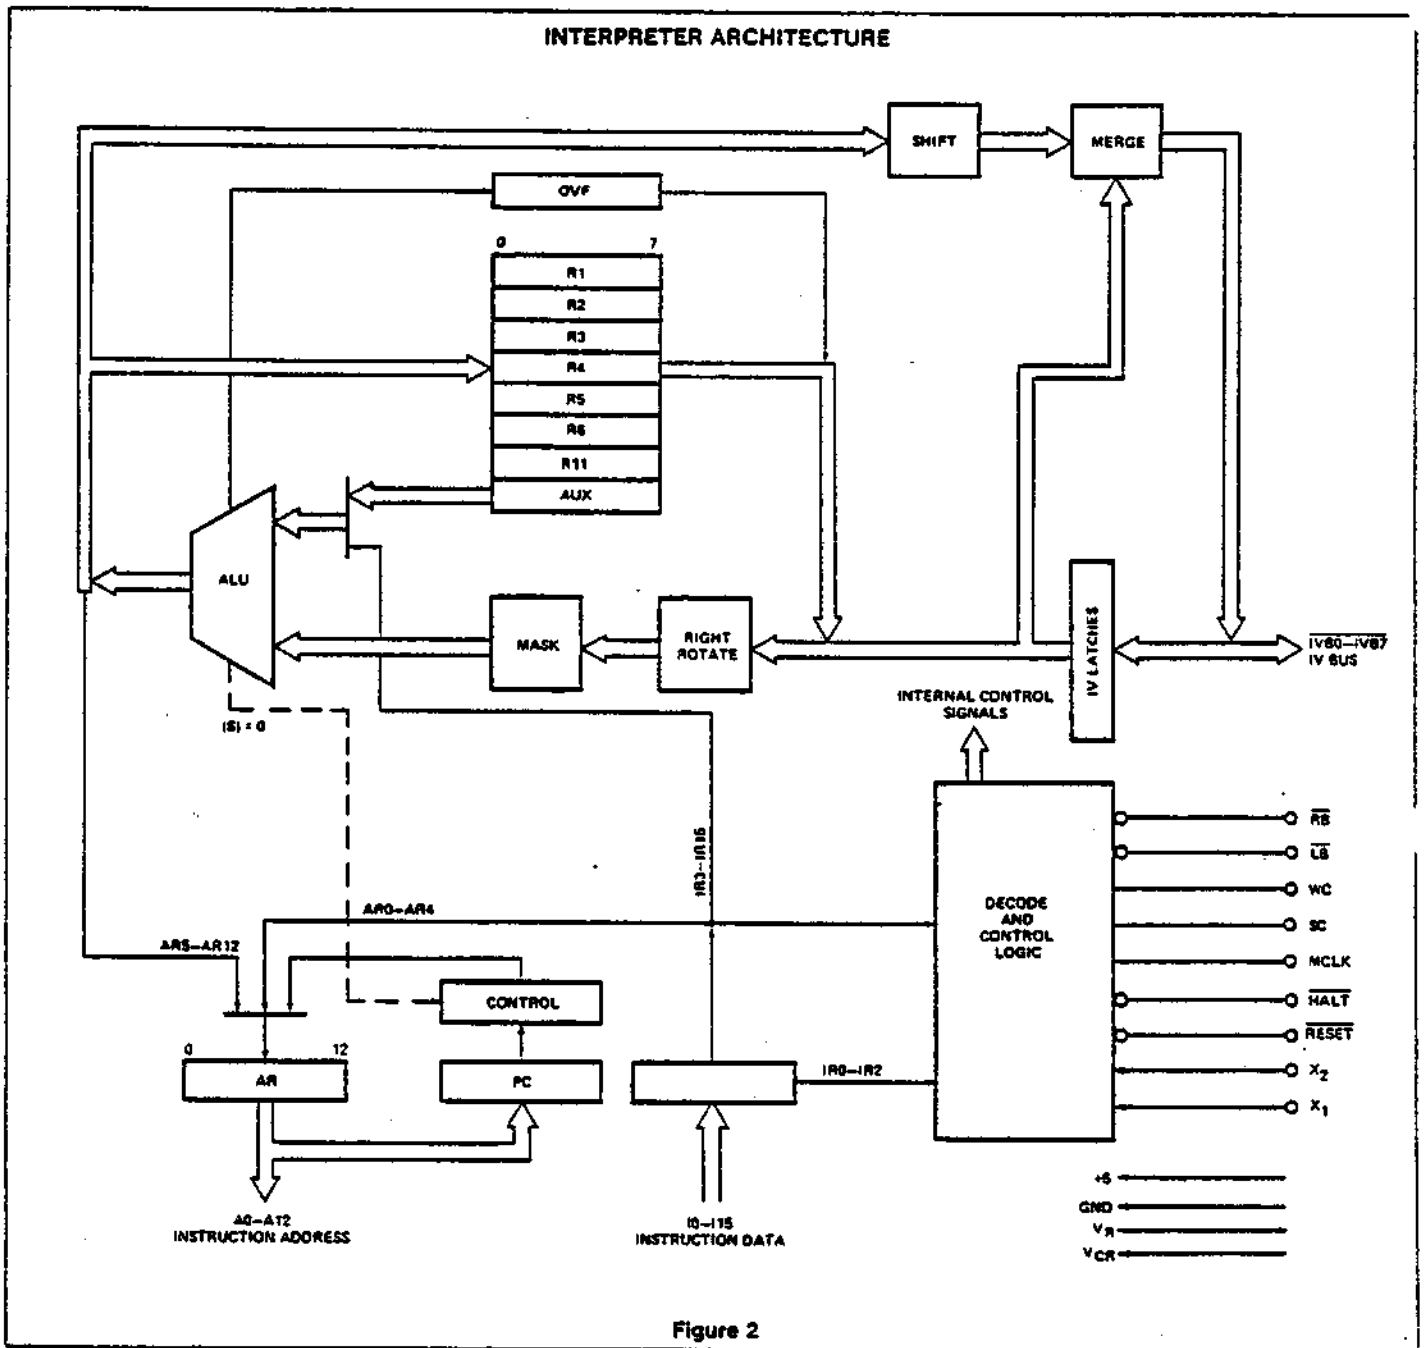 INTERPRETER ARCHITECTURE
SHIFT
MERGE
OVF
0 7
R1
R2
R3
R4
R5
R6
R11
AUX
ALU
MASK
RIGHT
ROTATE
IV LATCHES
IVB0–IVB7
IV BUS
INTERNAL CONTROL
SIGNALS
(S) = 0
IR3–IR15
AR0–AR4
AR5–AR12
DECODE
AND
CONTROL
LOGIC
RB
LB
WC
SC
MCLK
HALT
RESET
X2
X1
CONTROL
0 12
AR
PC
IR0–IR2
A0–A12
INSTRUCTION ADDRESS
I0–I15
INSTRUCTION DATA
+5
GND
VR
VCR
Figure 2